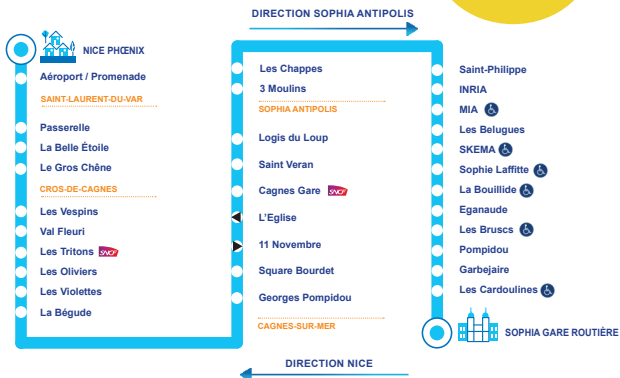 DIRECTION SOPHIA ANTIPOLIS
NICE PHŒNIX
Aéroport / Promenade
SAINT-LAURENT-DU-VAR
Passerelle
La Belle Étoile
Le Gros Chêne
CROS-DE-CAGNES
Les Vespins
Val Fleuri
Les Tritons SNCF
Les Oliviers
Les Violettes
La Bégude
Les Chappes
3 Moulins
SOPHIA ANTIPOLIS
Logis du Loup
Saint Veran
Cagnes Gare SNCF
L'Eglise
11 Novembre
Square Bourdet
Georges Pompidou
CAGNES-SUR-MER
Saint-Philippe
INRIA
MIA
Les Belugues
SKEMA
Sophie Laffitte
La Bouillide
Eganaude
Les Bruscs
Pompidou
Garbejaire
Les Cardoulines
SOPHIA GARE ROUTIÈRE
DIRECTION NICE